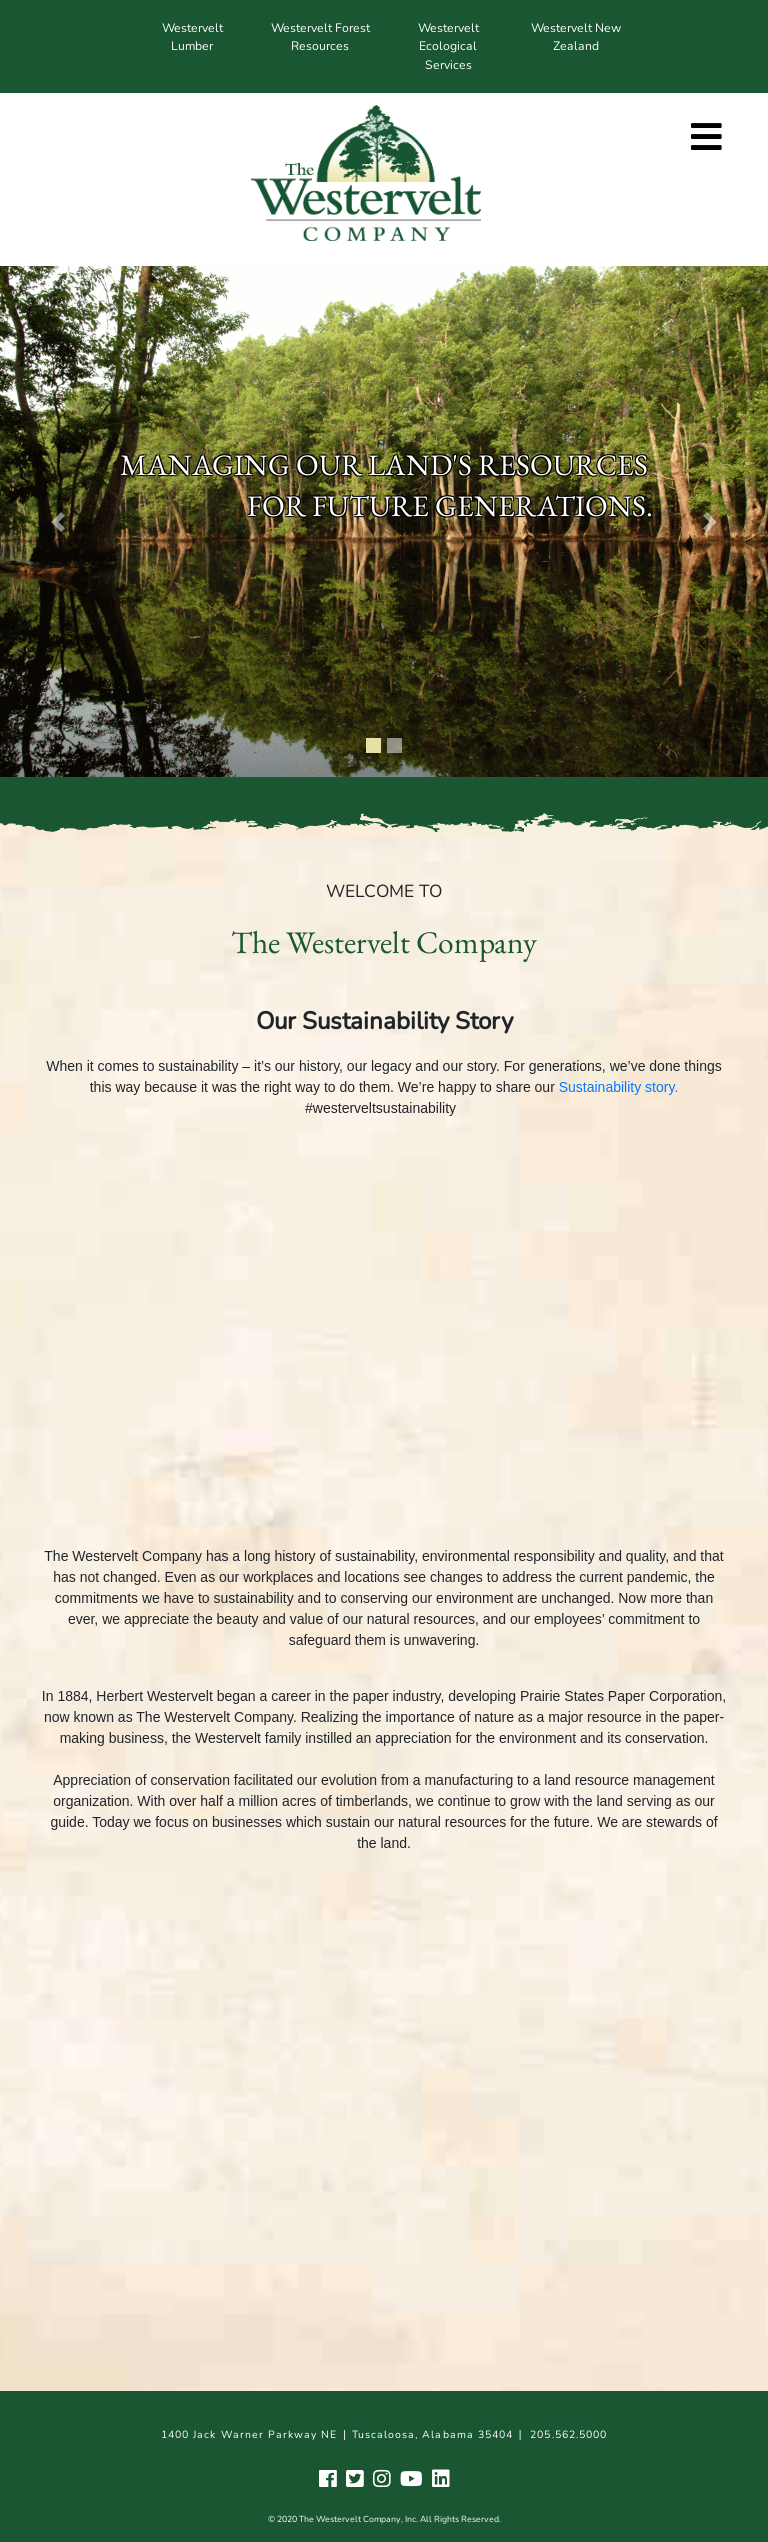 Westervelt Lumber
Westervelt Forest Resources
Westervelt Ecological Services
Westervelt New Zealand
The
Westervelt
COMPANY
MANAGING OUR LAND'S RESOURCES
FOR FUTURE GENERATIONS.
WELCOME TO
The Westervelt Company
Our Sustainability Story
When it comes to sustainability – it’s our history, our legacy and our story. For generations, we’ve done things
this way because it was the right way to do them. We’re happy to share our Sustainability story.
#westerveltsustainability
The Westervelt Company has a long history of sustainability, environmental responsibility and quality, and that
has not changed. Even as our workplaces and locations see changes to address the current pandemic, the
commitments we have to sustainability and to conserving our environment are unchanged. Now more than
ever, we appreciate the beauty and value of our natural resources, and our employees’ commitment to
safeguard them is unwavering.
In 1884, Herbert Westervelt began a career in the paper industry, developing Prairie States Paper Corporation,
now known as The Westervelt Company. Realizing the importance of nature as a major resource in the paper-
making business, the Westervelt family instilled an appreciation for the environment and its conservation.
Appreciation of conservation facilitated our evolution from a manufacturing to a land resource management
organization. With over half a million acres of timberlands, we continue to grow with the land serving as our
guide. Today we focus on businesses which sustain our natural resources for the future. We are stewards of
the land.
1400 Jack Warner Parkway NE | Tuscaloosa, Alabama 35404 | 205.562.5000
© 2020 The Westervelt Company, Inc. All Rights Reserved.